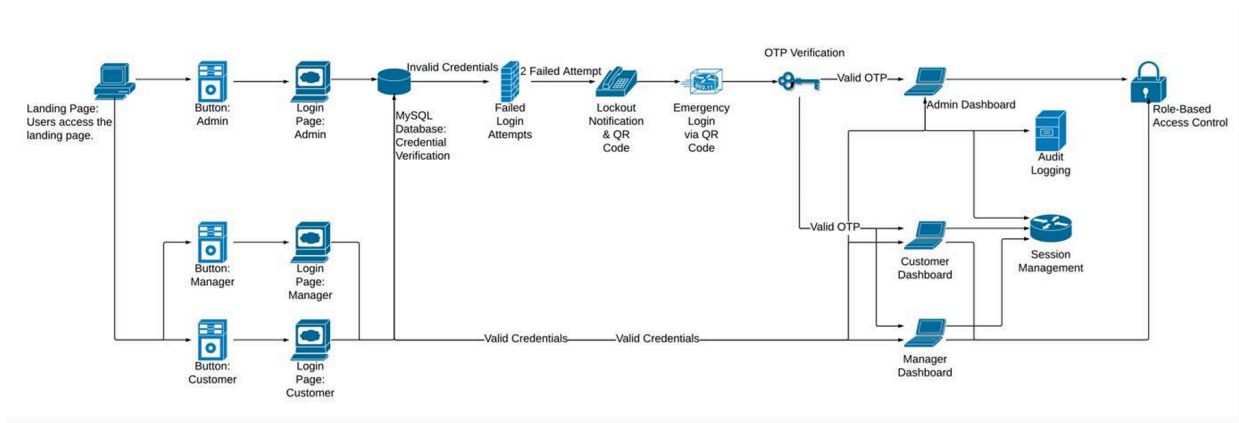 OTP Verification
Invalid Credentials
2 Failed Attempt
Valid OTP
Landing Page:
Users access the
landing page.
Button:
Admin
Login
Page:
Admin
MySQL
Database:
Credential
Verification
Failed
Login
Attempts
Lockout
Notification
& QR
Code
Emergency
Login
via QR
Code
Admin Dashboard
Role-Based
Access Control
Audit
Logging
Valid OTP
Button:
Manager
Login
Page:
Manager
Customer
Dashboard
Session
Management
Valid Credentials
Valid Credentials
Button:
Customer
Login
Page:
Customer
Manager
Dashboard